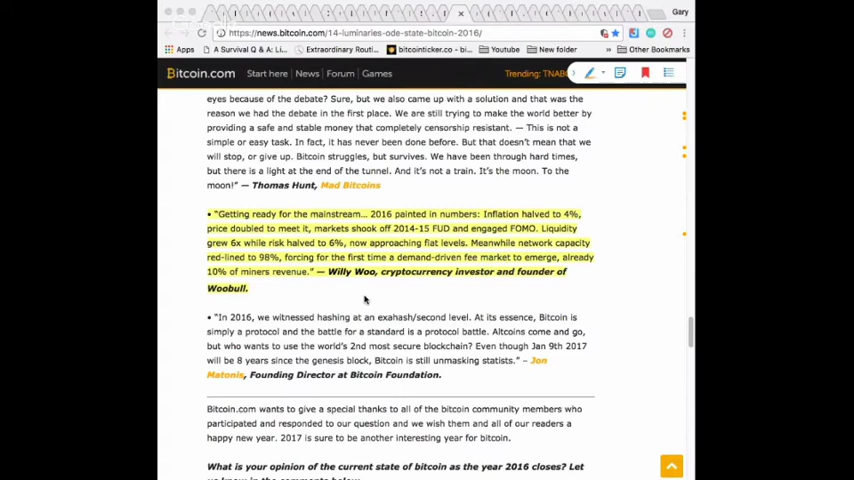 Gary
https://news.bitcoin.com/14-luminaries-ode-state-bitcoin-2016/
Apps A Survival Q & A: Liv... Extraordinary Routi... bitcointicker.co - bi... Youtube New folder Other Bookmarks
Bitcoin.com Start here News Forum Games Trending: TNAB
eyes because of the debate? Sure, but we also came up with a solution and that was the
reason we had the debate in the first place. We are still trying to make the world better by
providing a safe and stable money that completely censorship resistant. — This is not a
simple or easy task. In fact, it has never been done before. But that doesn't mean that we
will stop, or give up. Bitcoin struggles, but survives. We have been through hard times,
but there is a light at the end of the tunnel. And it's not a train. It's the moon. To the
moon!" — Thomas Hunt, Mad Bitcoins
▪ "Getting ready for the mainstream... 2016 painted in numbers: Inflation halved to 4%,
price doubled to meet it, markets shook off 2014-15 FUD and engaged FOMO. Liquidity
grew 6x while risk halved to 6%, now approaching fiat levels. Meanwhile network capacity
red-lined to 98%, forcing for the first time a demand-driven fee market to emerge, already
10% of miners revenue." — Willy Woo, cryptocurrency investor and founder of
Woobull.
▪ "In 2016, we witnessed hashing at an exahash/second level. At its essence, Bitcoin is
simply a protocol and the battle for a standard is a protocol battle. Altcoins come and go,
but who wants to use the world's 2nd most secure blockchain? Even though Jan 9th 2017
will be 8 years since the genesis block, Bitcoin is still unmasking statists." – Jon
Matonis, Founding Director at Bitcoin Foundation.
Bitcoin.com wants to give a special thanks to all of the bitcoin community members who
participated and responded to our question and we wish them and all of our readers a
happy new year. 2017 is sure to be another interesting year for bitcoin.
What is your opinion of the current state of bitcoin as the year 2016 closes? Let
us know in the comments below.